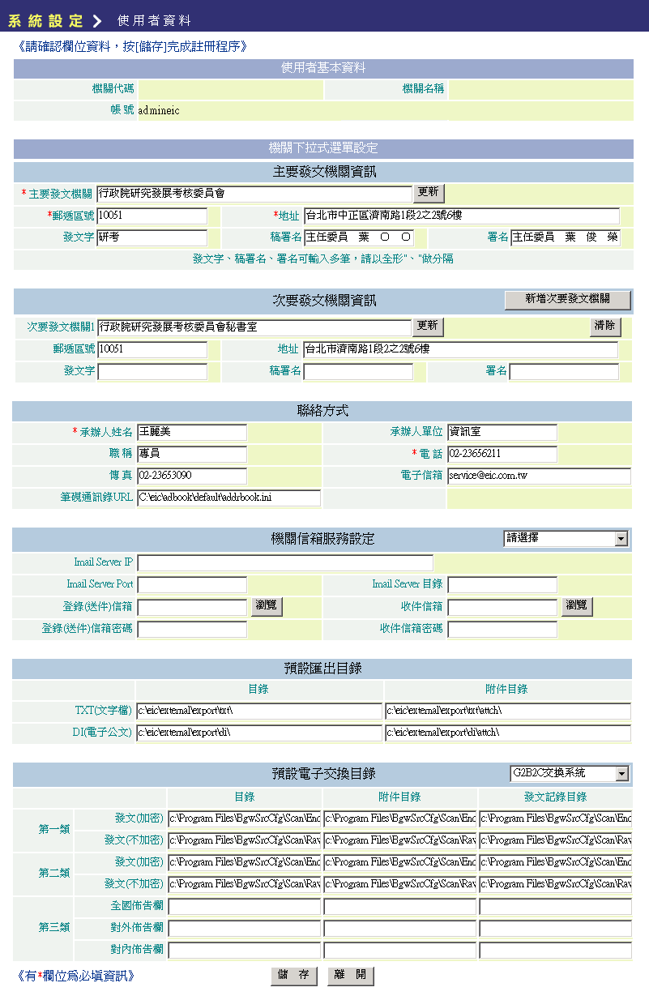 系統設定 使用者資料
《請確認欄位資料，按[儲存]完成註冊程序》
使用者基本資料
機關代碼 機關名稱
帳號 admineic
機關下拉式選單設定
主要發文機關資訊
*主要發文機關 行政院研究發展考核委員會 更新
*郵遞區號 10051 *地址 台北市中正區濟南路1段2之2號6樓
發文字 研考 稿署名 主任委員 葉 ○ ○ 署名 主任委員 葉 俊 榮
發文字、稿署名、署名可輸入多筆，請以全形"、"做分隔
次要發文機關資訊 新增次要發文機關
次要發文機關1 行政院研究發展考核委員會秘書室 更新 清除
郵遞區號 10051 地址 台北市濟南路1段2之2號6樓
發文字 稿署名 署名
聯絡方式
*承辦人姓名 王麗美 承辦人單位 資訊室
職稱 專員 *電話 02-23656211
傳真 02-23653090 電子信箱 service@eic.com.tw
筆硯通訊錄URL C:\eic\adbook\default\addrbook.ini
機關信箱服務設定 請選擇
Imail Server IP
Imail Server Port Imail Server 目錄
登錄(送件)信箱 瀏覽 收件信箱 瀏覽
登錄(送件)信箱密碼 收件信箱密碼
預設匯出目錄
目錄 附件目錄
TXT(文字檔) c:\eic\external\export\txt\ c:\eic\external\export\txt\attch\
DI(電子公文) c:\eic\external\export\di\ c:\eic\external\export\di\attch\
預設電子交換目錄 G2B2C交換系統
目錄 附件目錄 發文記錄目錄
第一類 發文(加密) c:\Program Files\BgwSrcCfg\Scan\Enc c:\Program Files\BgwSrcCfg\Scan\Enc c:\Program Files\BgwSrcCfg\Scan\Enc
發文(不加密) c:\Program Files\BgwSrcCfg\Scan\Rav c:\Program Files\BgwSrcCfg\Scan\Rav c:\Program Files\BgwSrcCfg\Scan\Rav
第二類 發文(加密) c:\Program Files\BgwSrcCfg\Scan\Enc c:\Program Files\BgwSrcCfg\Scan\Enc c:\Program Files\BgwSrcCfg\Scan\Enc
發文(不加密) c:\Program Files\BgwSrcCfg\Scan\Rav c:\Program Files\BgwSrcCfg\Scan\Rav c:\Program Files\BgwSrcCfg\Scan\Rav
全國佈告欄
第三類 對外佈告欄
對內佈告欄
《有*欄位為必填資訊》 儲 存 離 開